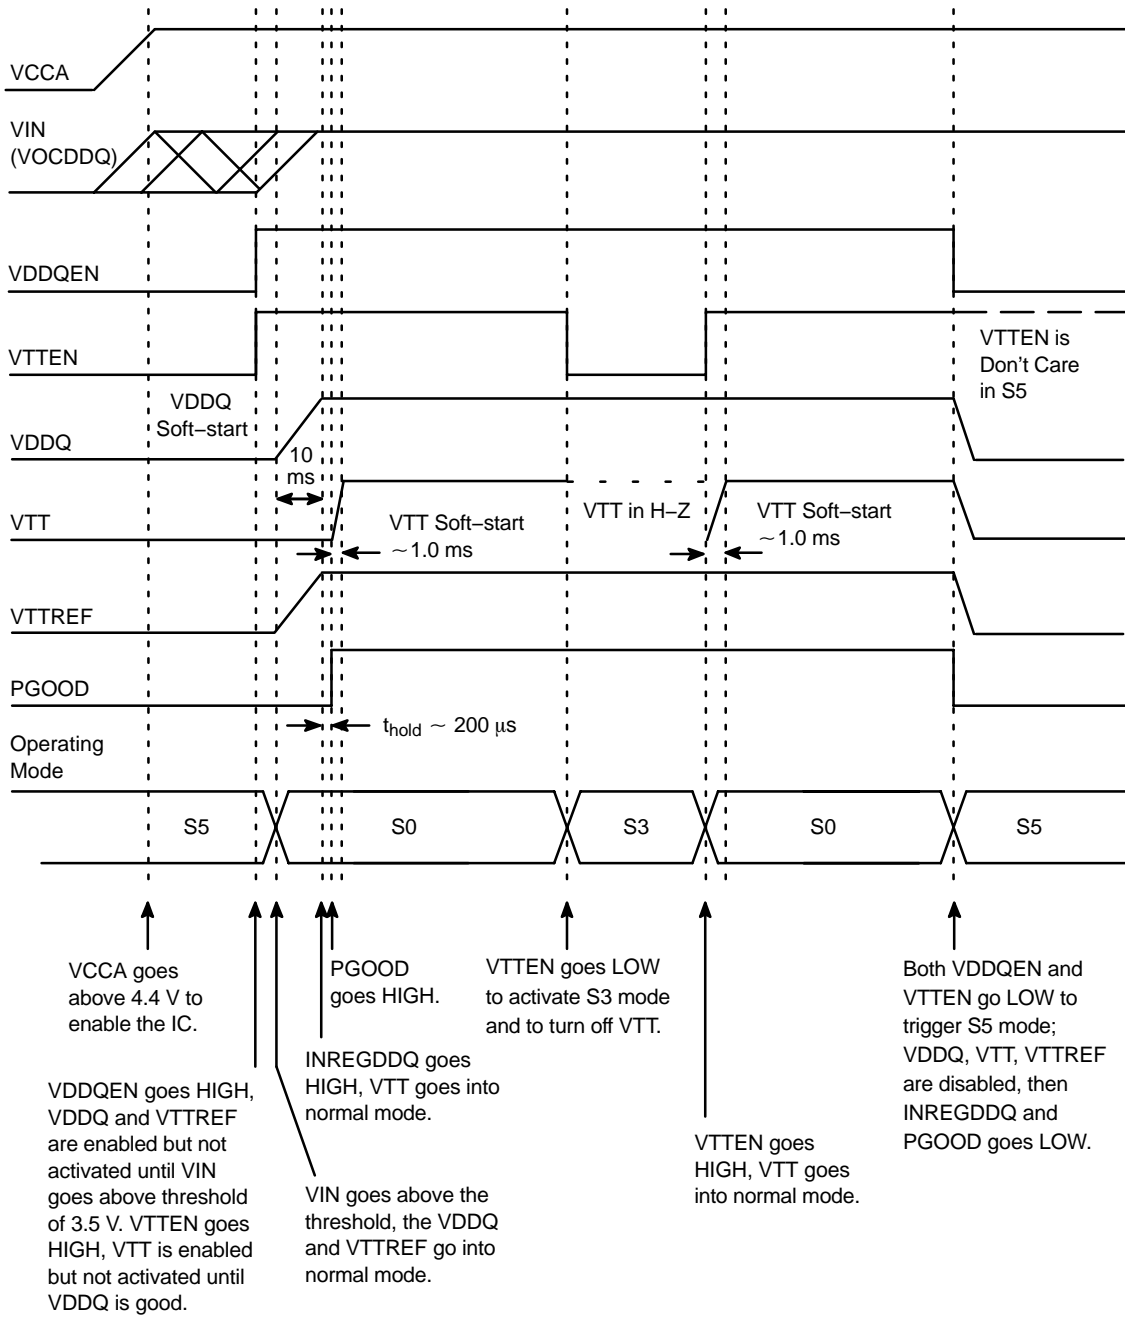 VCCA
VIN
(VOCDDQ)
VDDQEN
VTTEN
VTTEN is
Don't Care
in S5
VDDQ
Soft−start
VDDQ
10
ms
VTT
VTT Soft−start
∼1.0 ms
VTT in H−Z
VTT Soft−start
∼1.0 ms
VTTREF
PGOOD
thold ∼ 200 μs
Operating
Mode
S5
S0
S3
S0
S5
VCCA goes
above 4.4 V to
enable the IC.
PGOOD
goes HIGH.
VTTEN goes LOW
to activate S3 mode
and to turn off VTT.
Both VDDQEN and
VTTEN go LOW to
trigger S5 mode;
VDDQ, VTT, VTTREF
are disabled, then
INREGDDQ and
PGOOD goes LOW.
INREGDDQ goes
HIGH, VTT goes into
normal mode.
VDDQEN goes HIGH,
VDDQ and VTTREF
are enabled but not
activated until VIN
goes above threshold
of 3.5 V. VTTEN goes
HIGH, VTT is enabled
but not activated until
VDDQ is good.
VTTEN goes
HIGH, VTT goes
into normal mode.
VIN goes above the
threshold, the VDDQ
and VTTREF go into
normal mode.